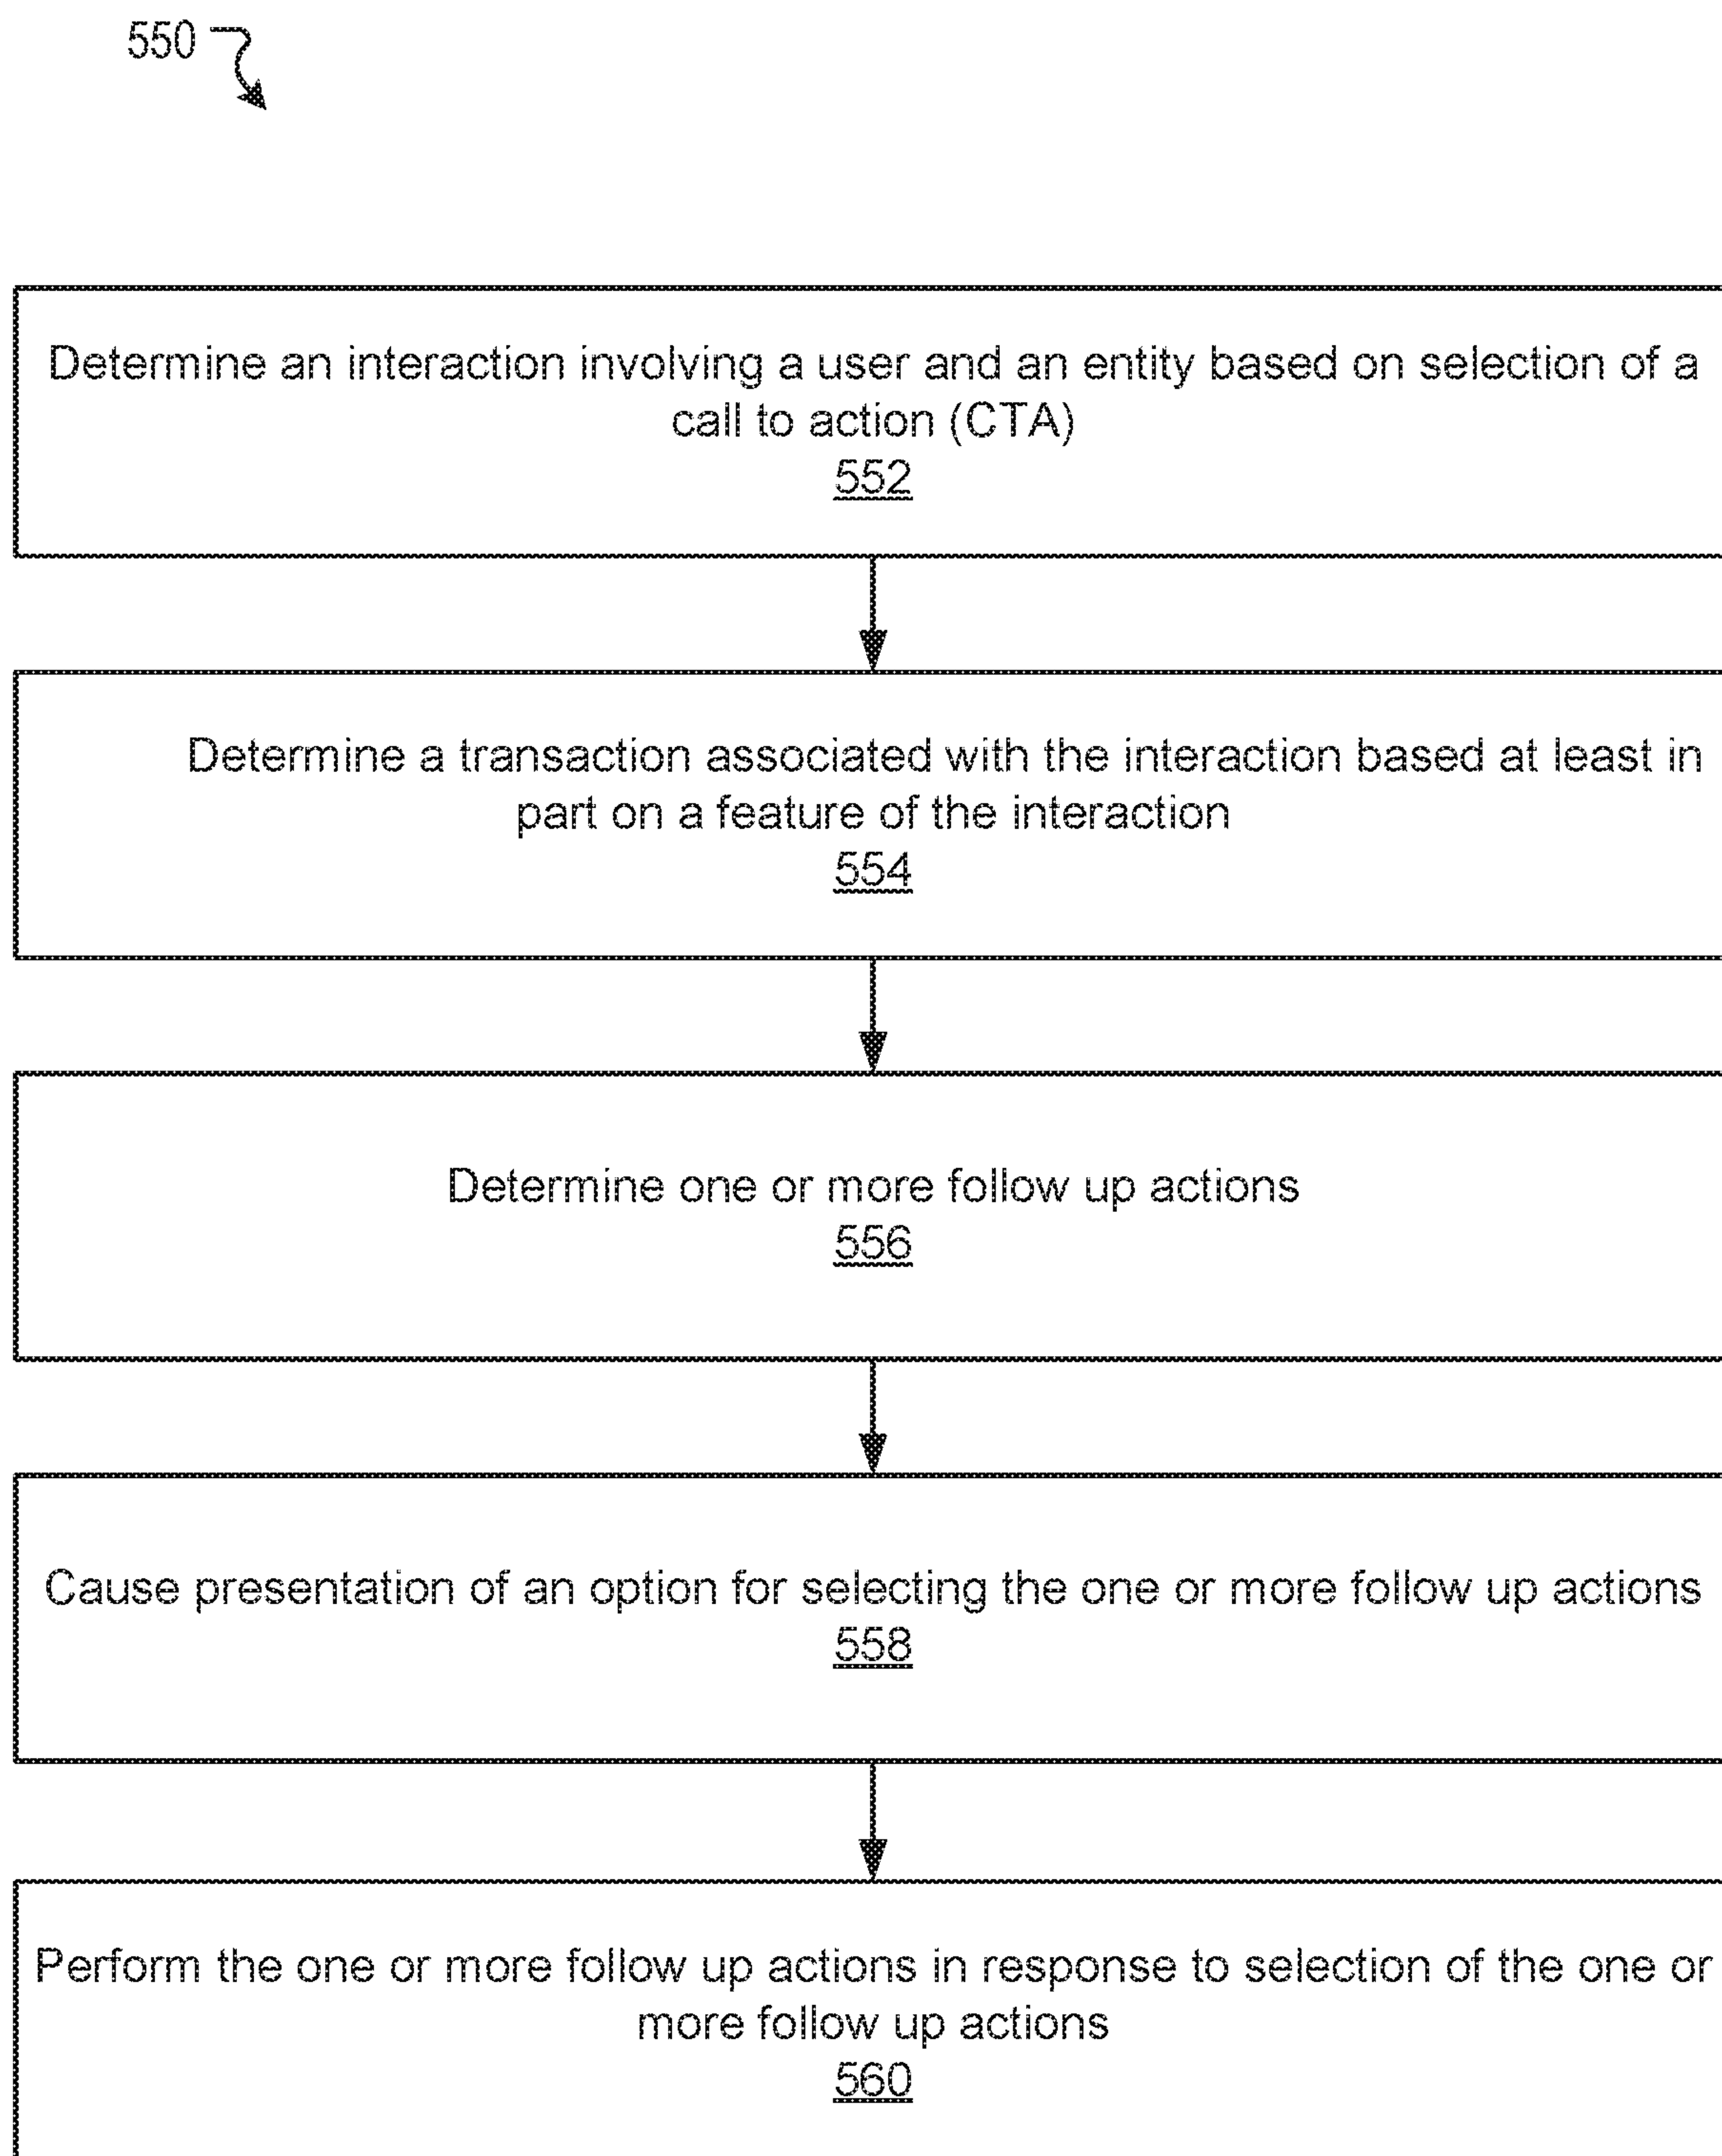 550
Determine an interaction involving a user and an entity based on selection of a
call to action (CTA)
552
Determine a transaction associated with the interaction based at least in
part on a feature of the interaction
554
Determine one or more follow up actions
556
Cause presentation of an option for selecting the one or more follow up actions
558
Perform the one or more follow up actions in response to selection of the one or
more follow up actions
560